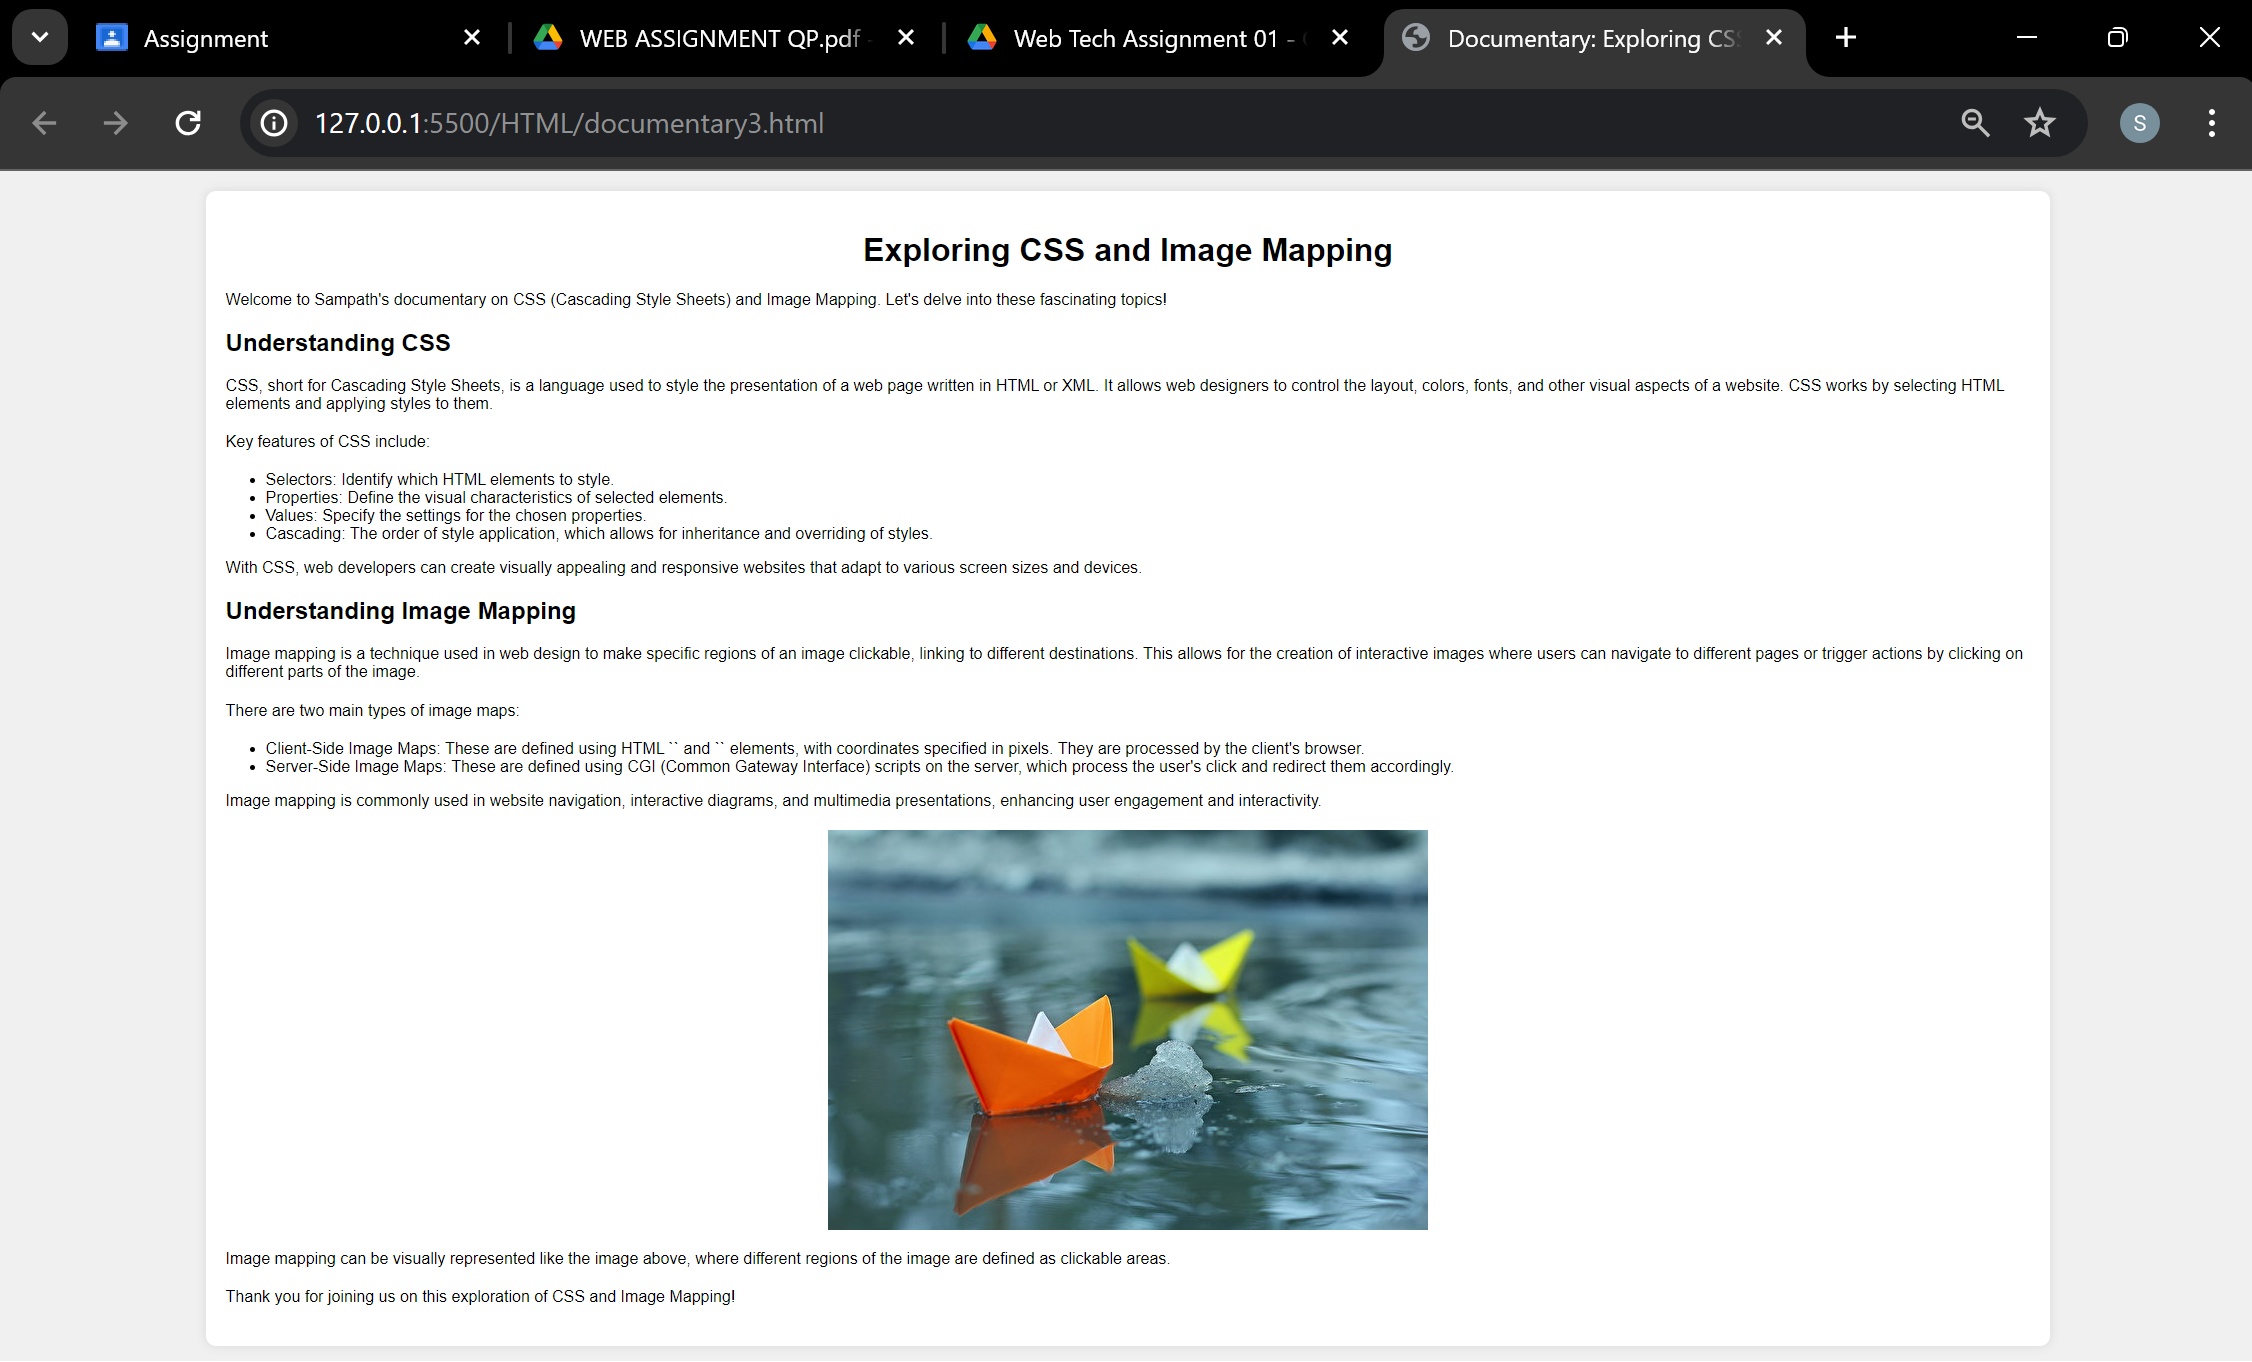 Assignment
WEB ASSIGNMENT QP.pdf
Web Tech Assignment 01 -
Documentary: Exploring CS
127.0.0.1:5500/HTML/documentary3.html
S
Exploring CSS and Image Mapping
Welcome to Sampath's documentary on CSS (Cascading Style Sheets) and Image Mapping. Let's delve into these fascinating topics!
Understanding CSS
CSS, short for Cascading Style Sheets, is a language used to style the presentation of a web page written in HTML or XML. It allows web designers to control the layout, colors, fonts, and other visual aspects of a website. CSS works by selecting HTML
elements and applying styles to them.
Key features of CSS include:
• Selectors: Identify which HTML elements to style.
• Properties: Define the visual characteristics of selected elements.
• Values: Specify the settings for the chosen properties.
• Cascading: The order of style application, which allows for inheritance and overriding of styles.
With CSS, web developers can create visually appealing and responsive websites that adapt to various screen sizes and devices.
Understanding Image Mapping
Image mapping is a technique used in web design to make specific regions of an image clickable, linking to different destinations. This allows for the creation of interactive images where users can navigate to different pages or trigger actions by clicking on
different parts of the image.
There are two main types of image maps:
• Client-Side Image Maps: These are defined using HTML `` and `` elements, with coordinates specified in pixels. They are processed by the client's browser.
• Server-Side Image Maps: These are defined using CGI (Common Gateway Interface) scripts on the server, which process the user's click and redirect them accordingly.
Image mapping is commonly used in website navigation, interactive diagrams, and multimedia presentations, enhancing user engagement and interactivity.
Image mapping can be visually represented like the image above, where different regions of the image are defined as clickable areas.
Thank you for joining us on this exploration of CSS and Image Mapping!